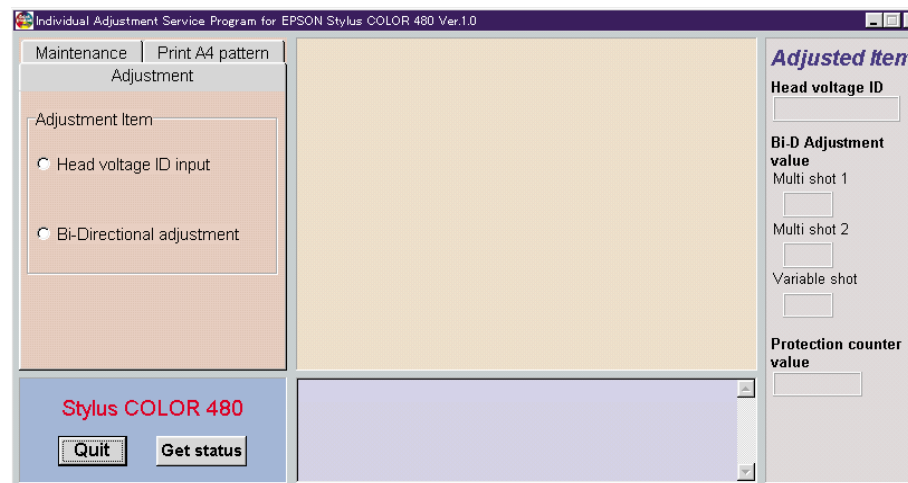 Individual Adjustment Service Program for EPSON Stylus COLOR 480 Ver.1.0
Maintenance
Print A4 pattern
Adjustment
Adjustment Item
Head voltage ID input
Bi-Directional adjustment
Stylus COLOR 480
Quit
Get status
Adjusted Item
Head voltage ID
Bi-D Adjustment
value
Multi shot 1
Multi shot 2
Variable shot
Protection counter
value